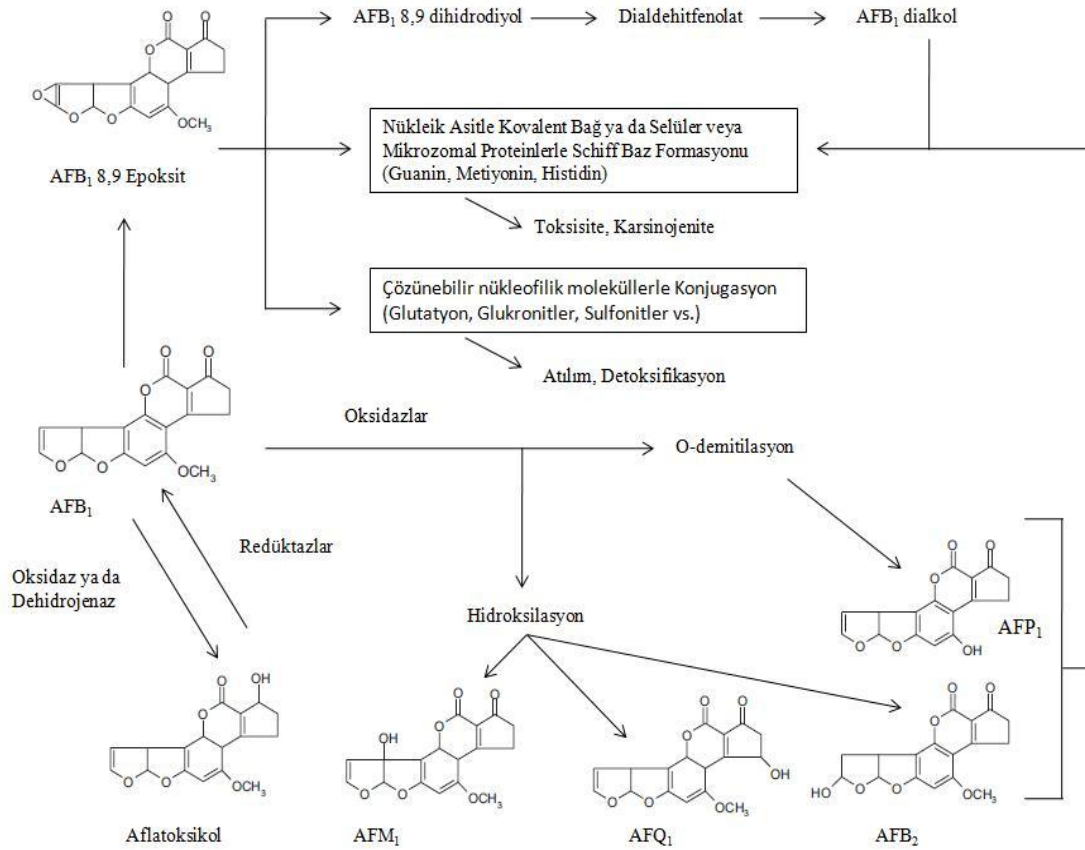 AFB₁ 8,9 dihidrodiyol
Dialdehitfenolat
AFB₁ dialkol
O
O
O
O
O
O
OCH₃
AFB₁ 8,9 Epoksit
Nükleik Asitle Kovalent Bağ ya da Selüler veya
Mikrozomal Proteinlerle Schiff Baz Formasyonu
(Guanin, Metiyonin, Histidin)
Toksisite, Karsinojenite
Çözünebilir nükleofilik moleküllerle Konjugasyon
(Glutatyon, Glukronitler, Sulfonitler vs.)
Atılım, Detoksifikasyon
O
O
O
O
O
OCH₃
AFB₁
Oksidazlar
O-demitilasyon
Redüktazlar
Oksidaz ya da
Dehidrojenaz
Hidroksilasyon
O
O
O
O
O
OH
AFP₁
O
OH
O
O
O
OCH₃
Aflatoksikol
O
O
OH
O
O
O
OCH₃
AFM₁
O
O
O
OH
O
O
OCH₃
AFQ₁
O
O
O
HO
O
O
OCH₃
AFB₂